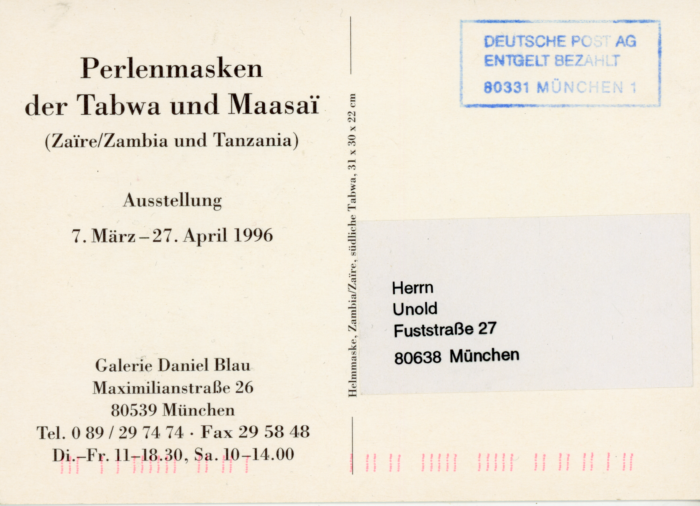 Perlenmasken
der Tabwa und Maasaï
(Zaïre/Zambia und Tanzania)
Ausstellung
7. März – 27. April 1996
Galerie Daniel Blau
Maximilianstraße 26
80539 München
Tel. 0 89 / 29 74 74 · Fax 29 58 48
Di.–Fr. 11–18.30, Sa. 10–14.00
Helmmaske, Zambia/Zaïre, südliche Tabwa, 31 x 30 x 22 cm
DEUTSCHE POST AG
ENTGELT BEZAHLT
80331 MÜNCHEN 1
Herrn
Unold
Fuststraße 27
80638 München